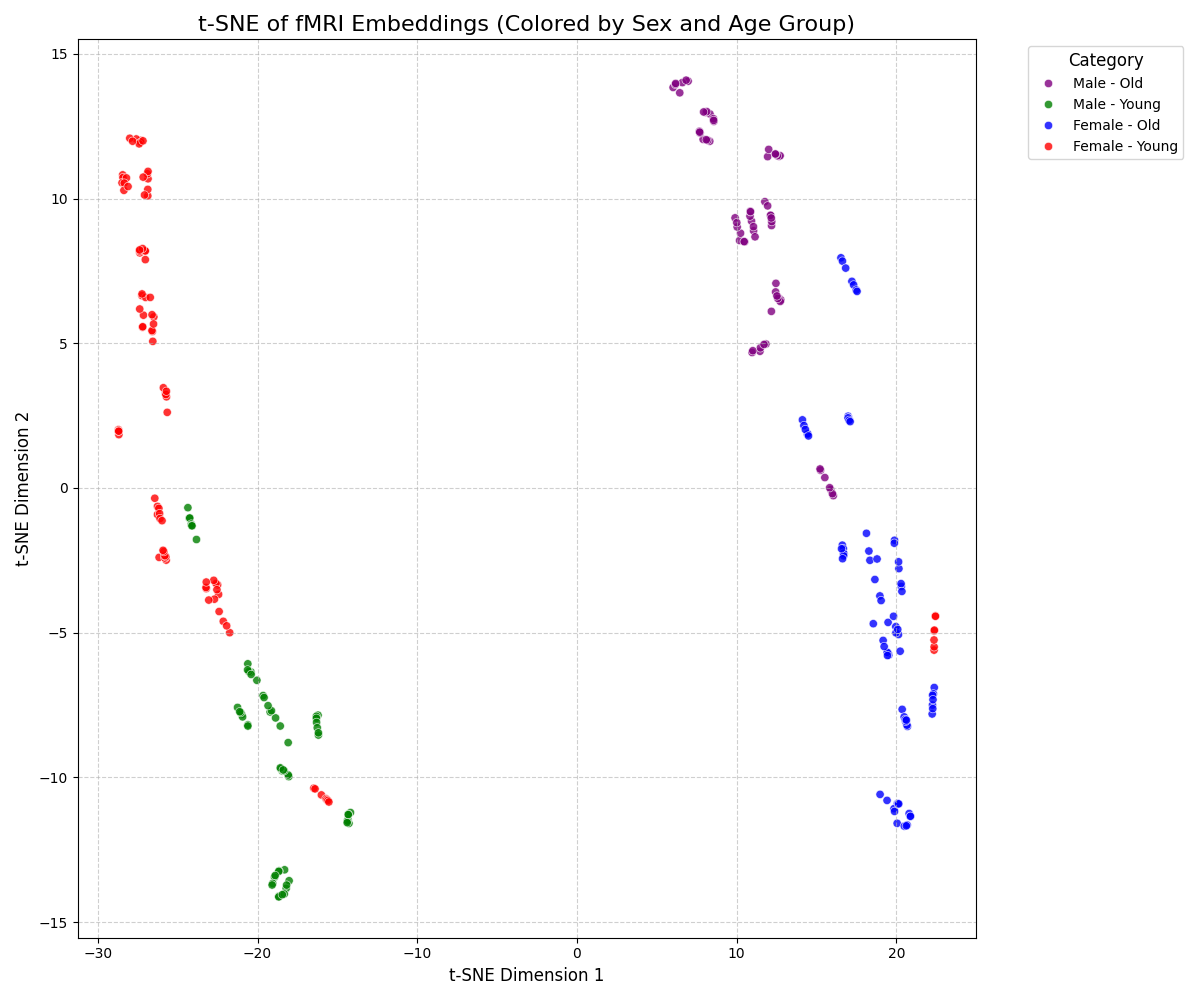 t-SNE of fMRI Embeddings (Colored by Sex and Age Group)
Category
Male - Old
Male - Young
Female - Old
Female - Young
t-SNE Dimension 2
15
10
5
0
−5
−10
−15
−30
−20
−10
0
10
20
t-SNE Dimension 1